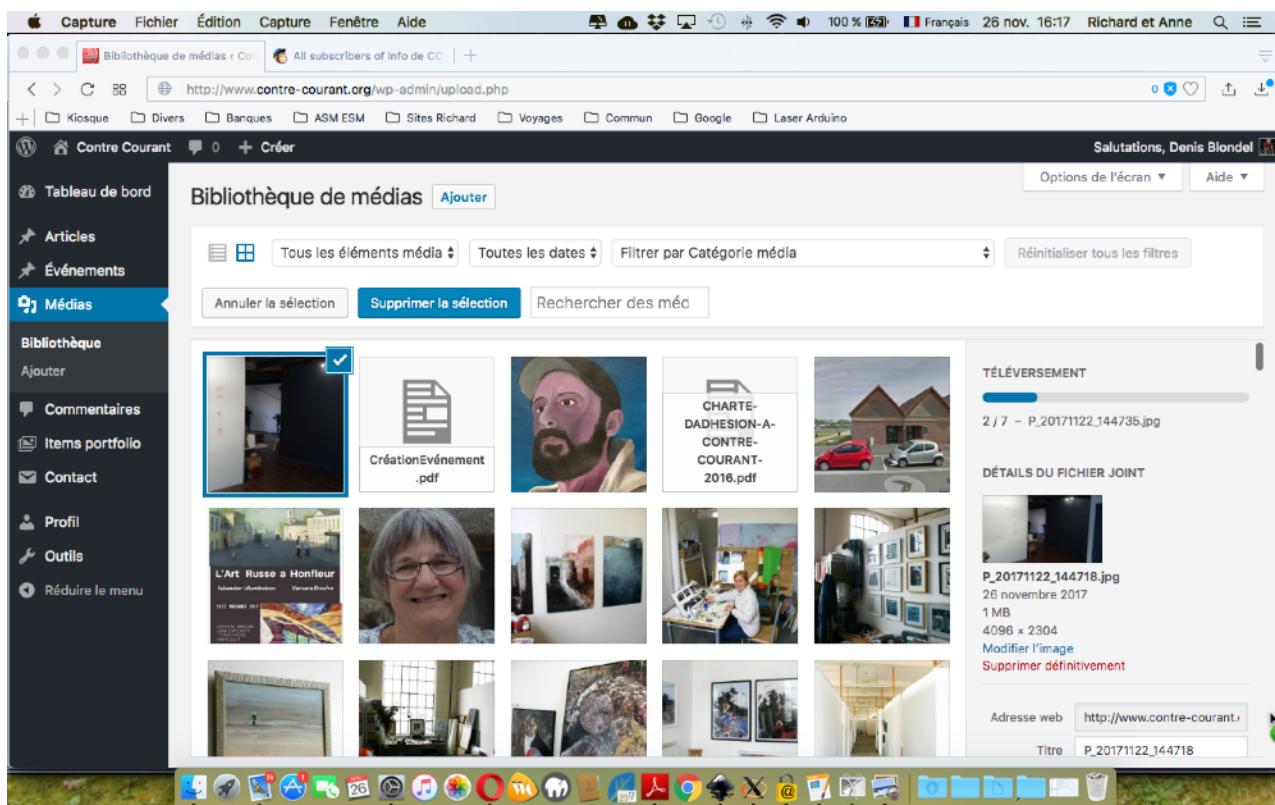 Capture Fichier Édition Capture Fenêtre Aide 100 % Français 26 nov. 16:17 Richard et Anne
Bibliothèque de médias ‹ Con All subscribers of Info de CC
http://www.contre-courant.org/wp-admin/upload.php 0
Kiosque Divers Banques ASM ESM Sites Richard Voyages Commun Google Laser Arduino
Contre Courant 0 + Créer Salutations, Denis Blondel
Options de l'écran Aide
Tableau de bord
Articles
Événements
Médias
Bibliothèque
Ajouter
Commentaires
Items portfolio
Contact
Profil
Outils
Réduire le menu
Bibliothèque de médias Ajouter
Tous les éléments média Toutes les dates Filtrer par Catégorie média Réinitialiser tous les filtres
Annuler la sélection Supprimer la sélection Rechercher des méd
CréationEvénement
.pdf
CHARTE-
DADHESION-A-
CONTRE-
COURANT-
2016.pdf
L'Art Russe a Honfleur
TÉLÉVERSEMENT
2 / 7 – P_20171122_144735.jpg
DÉTAILS DU FICHIER JOINT
P_20171122_144718.jpg
26 novembre 2017
1 MB
4096 × 2304
Modifier l'image
Supprimer définitivement
Adresse web http://www.contre-courant.
Titre P_20171122_144718
26